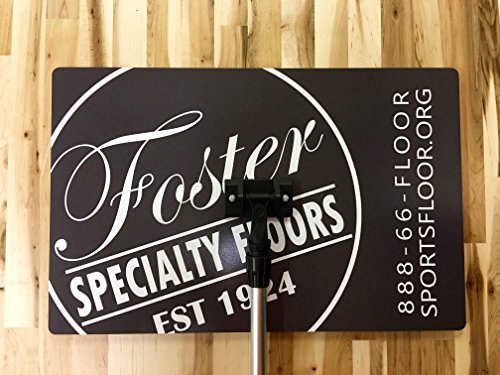 Foster
SPECIALTY FLOORS
EST 1924
888-66-FLOOR
SPORTSFLOOR.ORG